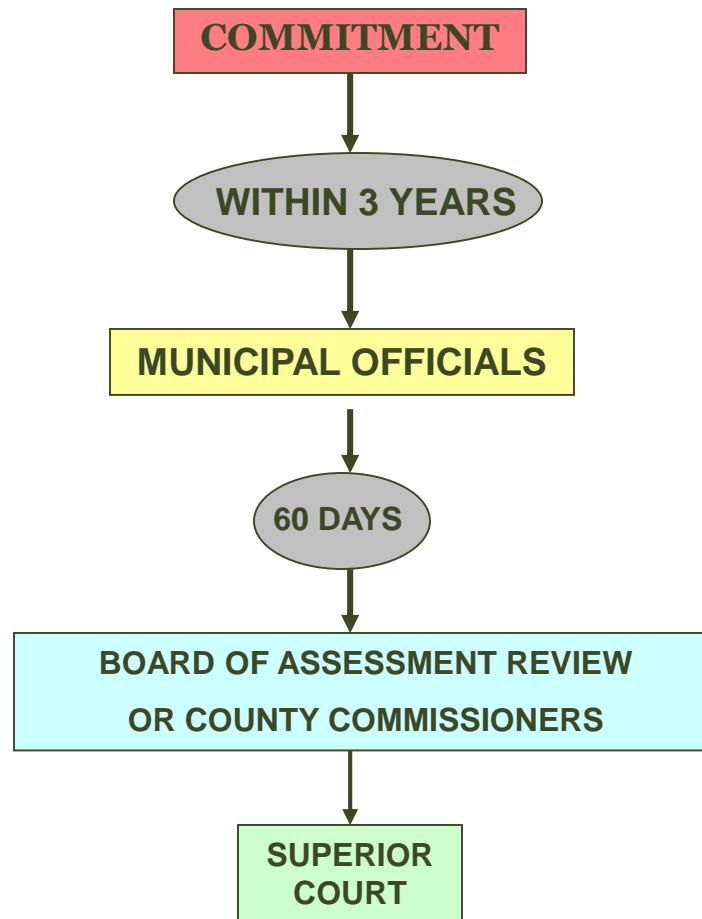 COMMITMENT
WITHIN 3 YEARS
MUNICIPAL OFFICIALS
60 DAYS
BOARD OF ASSESSMENT REVIEW
OR COUNTY COMMISSIONERS
SUPERIOR
COURT